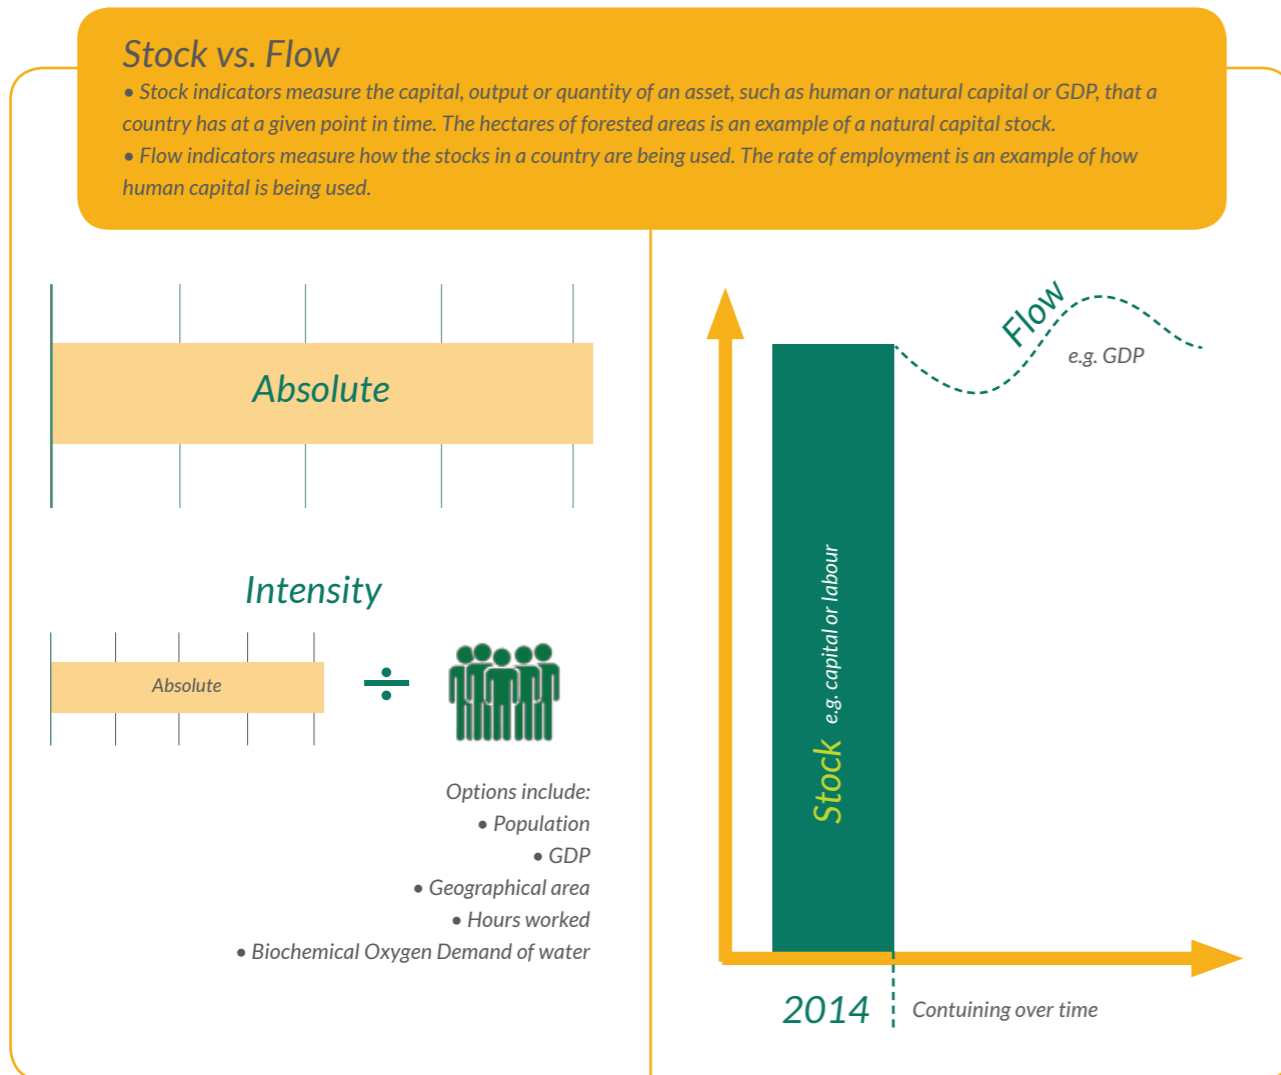 Stock vs. Flow
• Stock indicators measure the capital, output or quantity of an asset, such as human or natural capital or GDP, that a
country has at a given point in time. The hectares of forested areas is an example of a natural capital stock.
• Flow indicators measure how the stocks in a country are being used. The rate of employment is an example of how
human capital is being used.
Absolute
Intensity
Absolute
÷
Options include:
• Population
• GDP
• Geographical area
• Hours worked
• Biochemical Oxygen Demand of water
Flow
e.g. GDP
Stock e.g. capital or labour
2014
Contuining over time